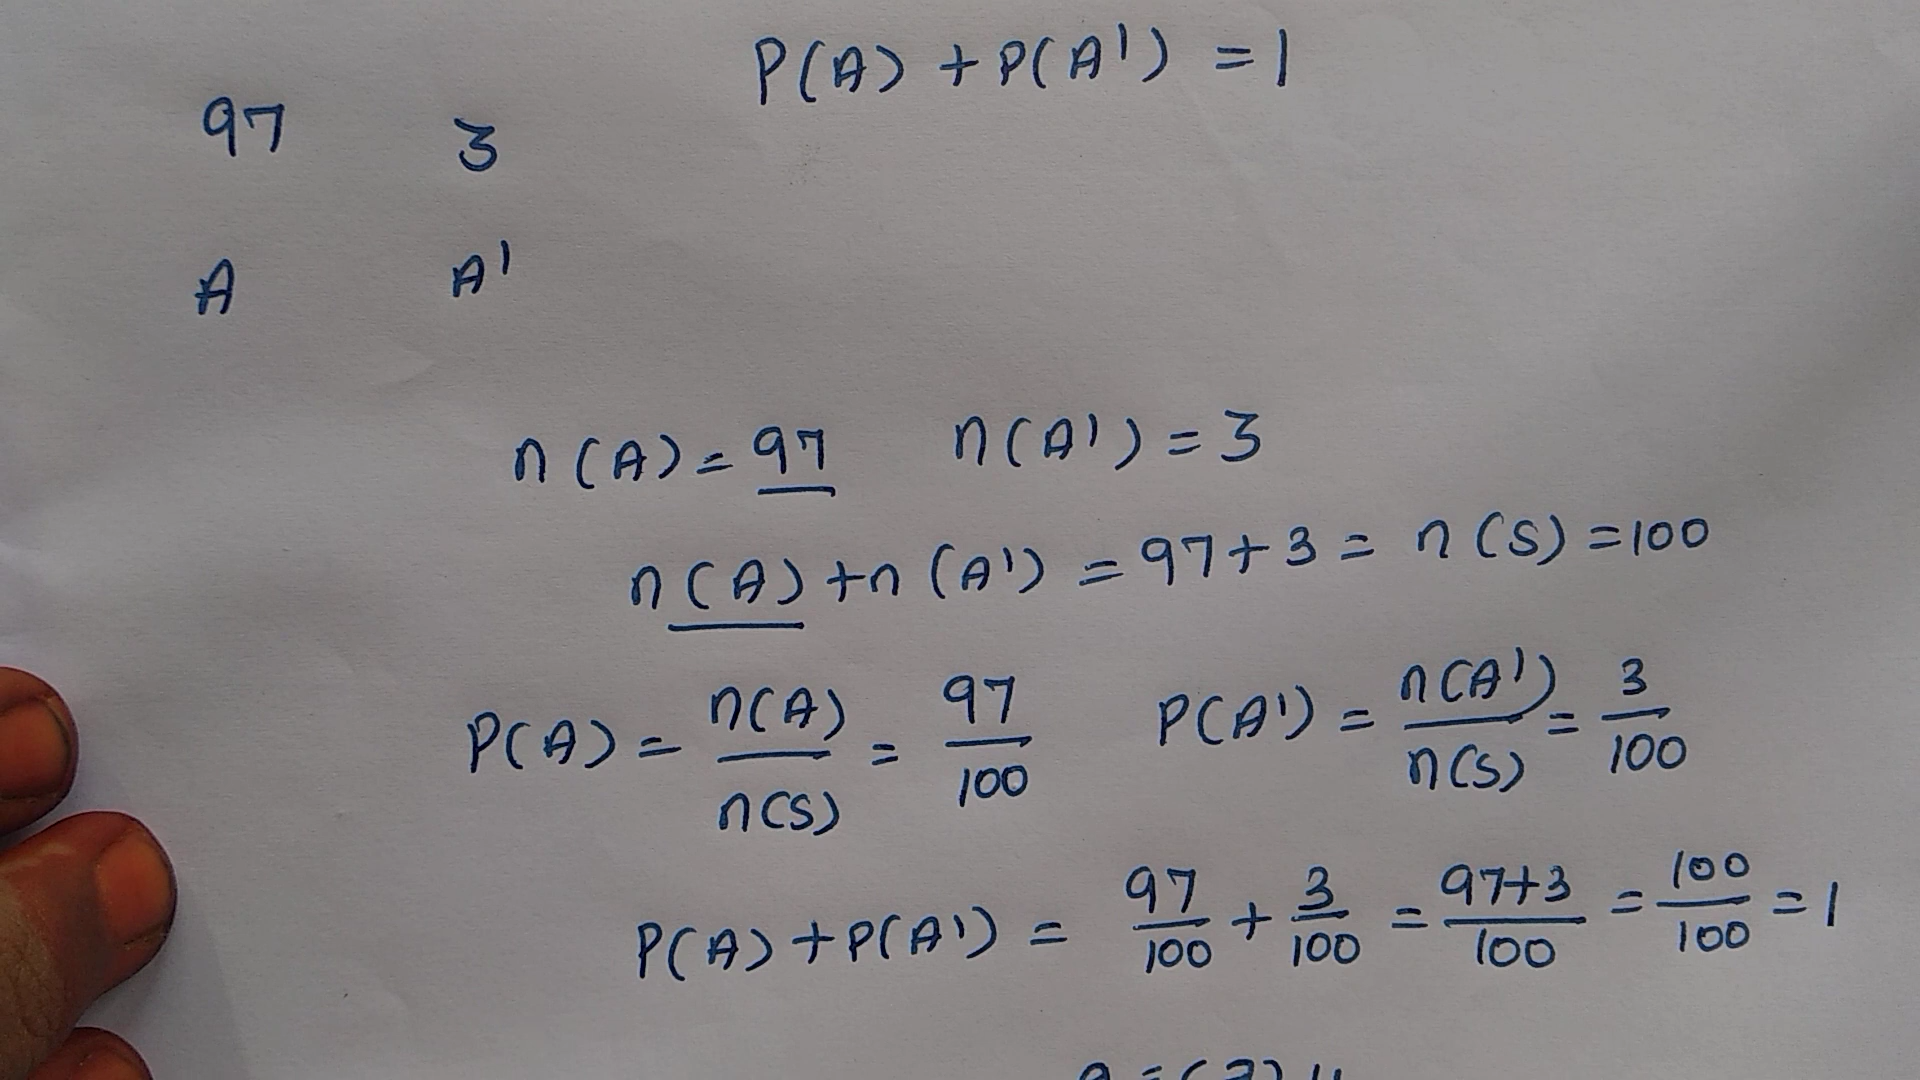 P(A) + P(A') = 1
97 3
A A'
n(A) = 97 n(A') = 3
n(A) + n(A') = 97 + 3 = n(S) = 100
P(A) = n(A)/n(S) = 97/100 P(A') = n(A')/n(S) = 3/100
P(A) + P(A') = 97/100 + 3/100 = 97+3/100 = 100/100 = 1